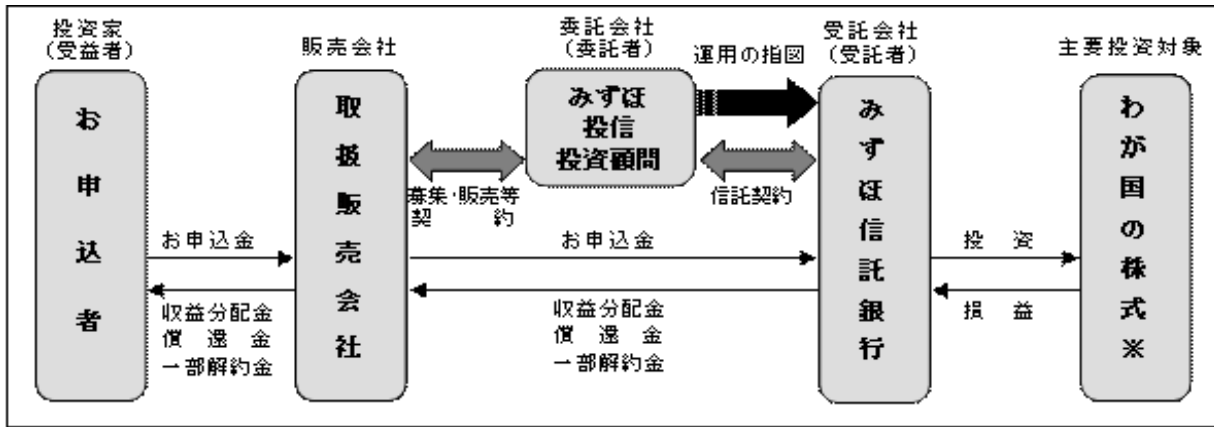 投資家
(受益者)
お申込者
販売会社
取扱販売会社
委託会社
(委託者)
みずほ
投信
投資顧問
運用の指図
受託会社
(受託者)
みずほ信託銀行
主要投資対象
わが国の株式※
募集・販売等
契　　約
信託契約
お申込金
収益分配金
償　還　金
一部解約金
お申込金
収益分配金
償　還　金
一部解約金
投　資
損　益